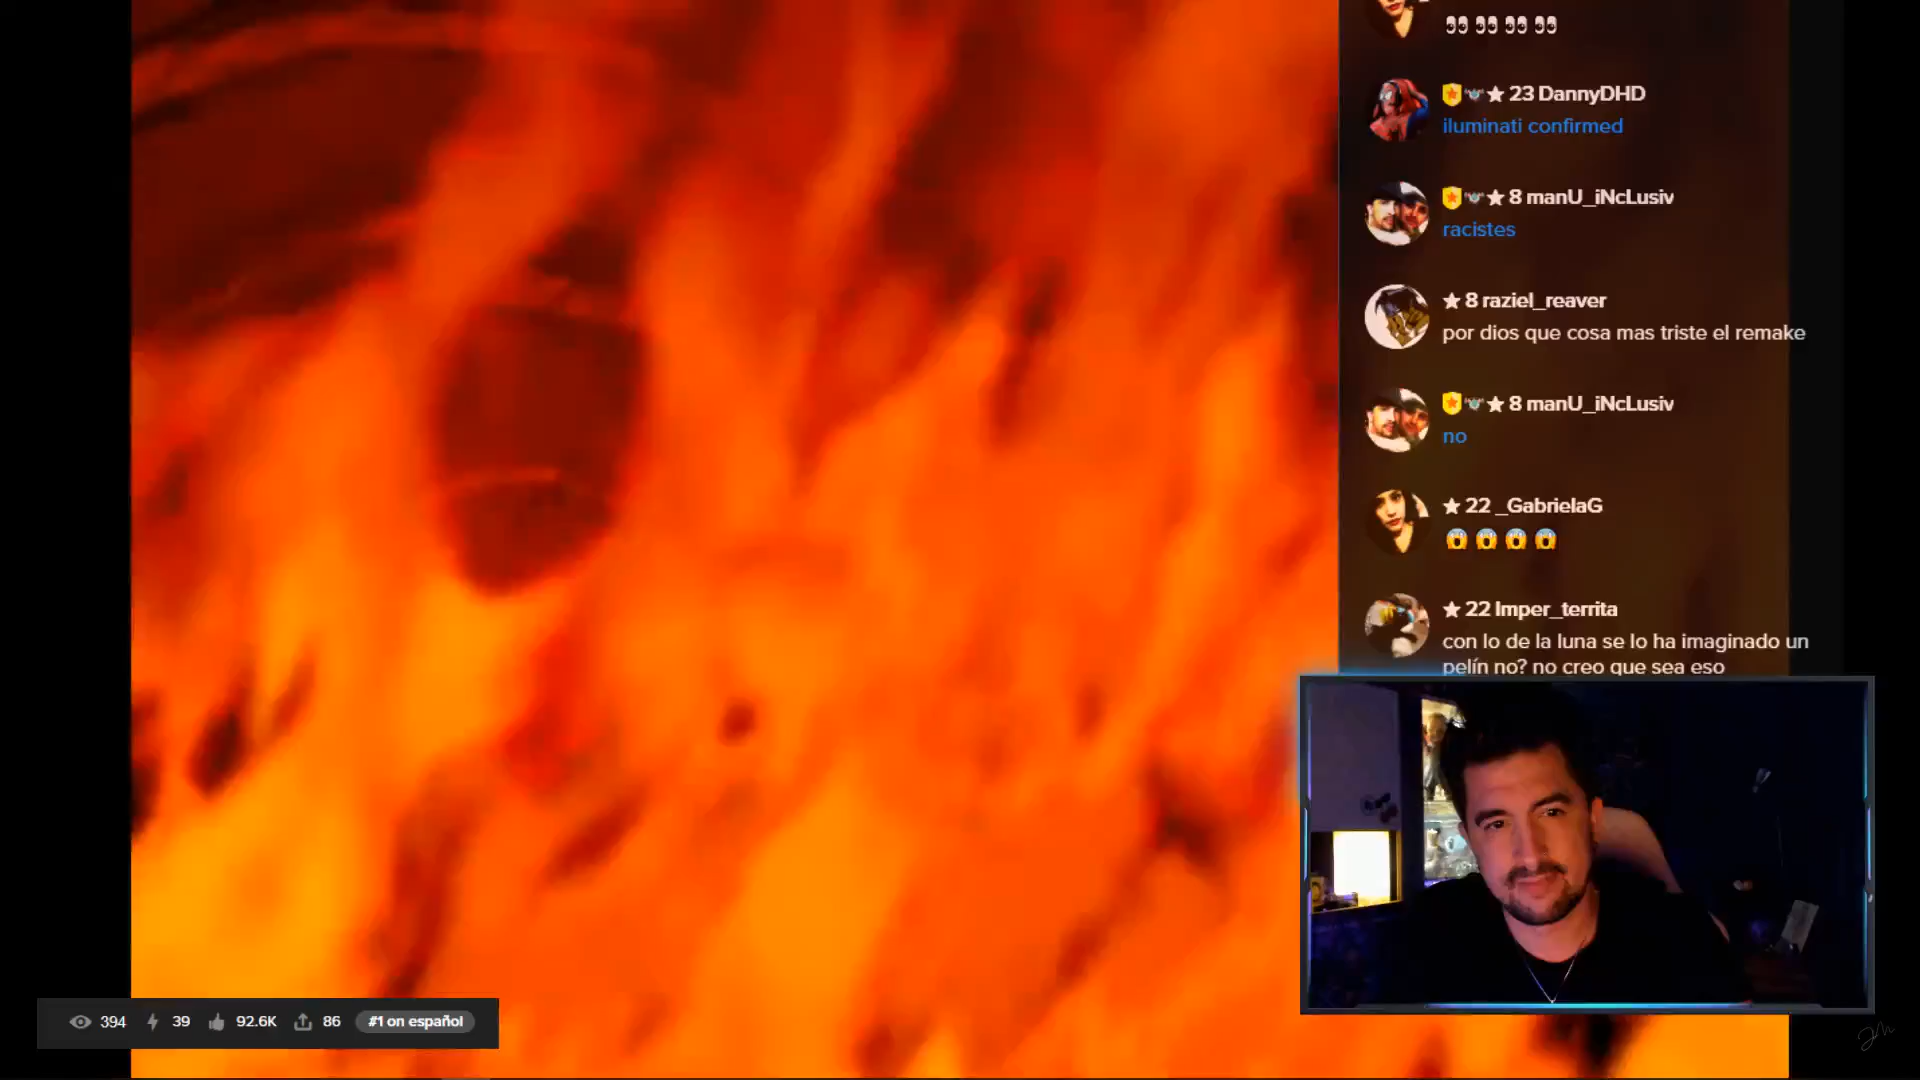 👀 👀 👀 👀
★ 23 DannyDHD
iluminati confirmed
★ 8 manU_iNcLusiv
racistes
★ 8 raziel_reaver
por dios que cosa mas triste el remake
★ 8 manU_iNcLusiv
no
★ 22 _GabrielaG
😱 😱 😱 😱
★ 22 Imper_territa
con lo de la luna se lo ha imaginado un
pelín no? no creo que sea eso
394 39 92.6K 86 #1 on español